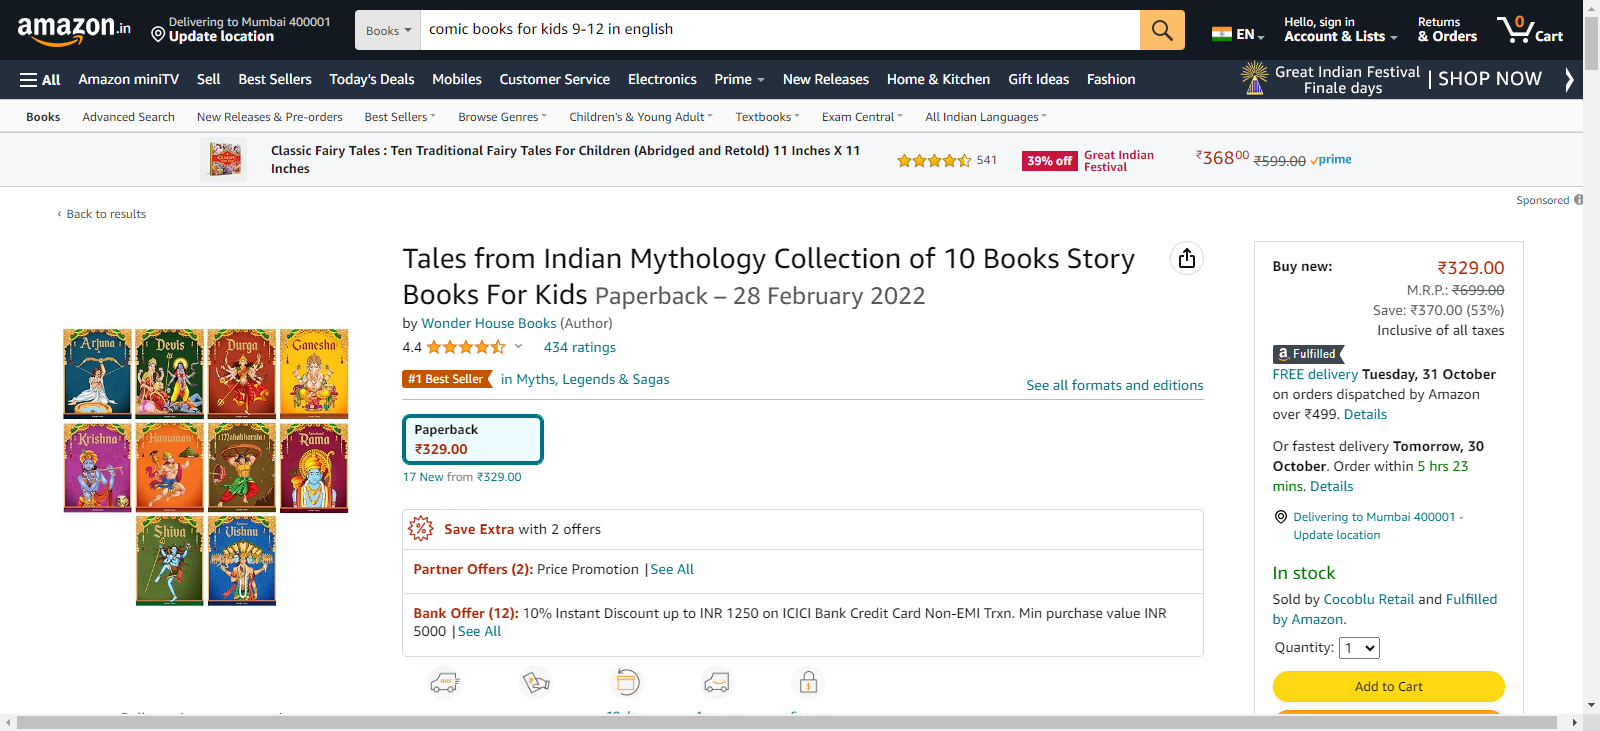 amazon.in
Delivering to Mumbai 400001
Update location
Books
comic books for kids 9-12 in english
EN
Hello, sign in
Account & Lists
Returns
& Orders
0
Cart
All
Amazon miniTV
Sell
Best Sellers
Today's Deals
Mobiles
Customer Service
Electronics
Prime
New Releases
Home & Kitchen
Gift Ideas
Fashion
Great Indian Festival
Finale days
SHOP NOW
Books
Advanced Search
New Releases & Pre-orders
Best Sellers
Browse Genres
Children's & Young Adult
Textbooks
Exam Central
All Indian Languages
Classic Fairy Tales : Ten Traditional Fairy Tales For Children (Abridged and Retold) 11 Inches X 11
Inches
541
39% off
Great Indian
Festival
₹36800 ₹599.00 prime
Sponsored
‹ Back to results
Arjuna
Devis
Durga
Ganesha
Krishna
Hanuman
Mahabharata
Rama
Shiva
Vishnu
Tales from Indian Mythology Collection of 10 Books Story
Books For Kids Paperback – 28 February 2022
by Wonder House Books (Author)
4.4
434 ratings
#1 Best Seller in Myths, Legends & Sagas
See all formats and editions
Paperback
₹329.00
17 New from ₹329.00
Save Extra with 2 offers
Partner Offers (2): Price Promotion | See All
Bank Offer (12): 10% Instant Discount up to INR 1250 on ICICI Bank Credit Card Non-EMI Trxn. Min purchase value INR
5000 | See All
FREE
Buy new:
₹329.00
M.R.P.: ₹699.00
Save: ₹370.00 (53%)
Inclusive of all taxes
a Fulfilled
FREE delivery Tuesday, 31 October
on orders dispatched by Amazon
over ₹499. Details
Or fastest delivery Tomorrow, 30
October. Order within 5 hrs 23
mins. Details
Delivering to Mumbai 400001 -
Update location
In stock
Sold by Cocoblu Retail and Fulfilled
by Amazon.
Quantity: 1
Add to Cart